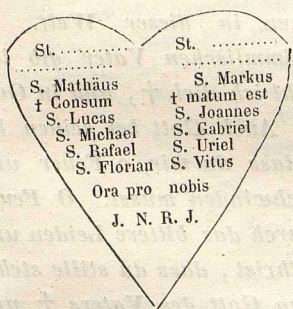 St. .................. St. ..................
.................. ..................
S. Mathäus S. Markus
† Consum † matum est
S. Lucas S. Joannes
S. Michael S. Gabriel
S. Rafael S. Uriel
S. Florian S. Vitus
Ora pro nobis
J. N. R. J.